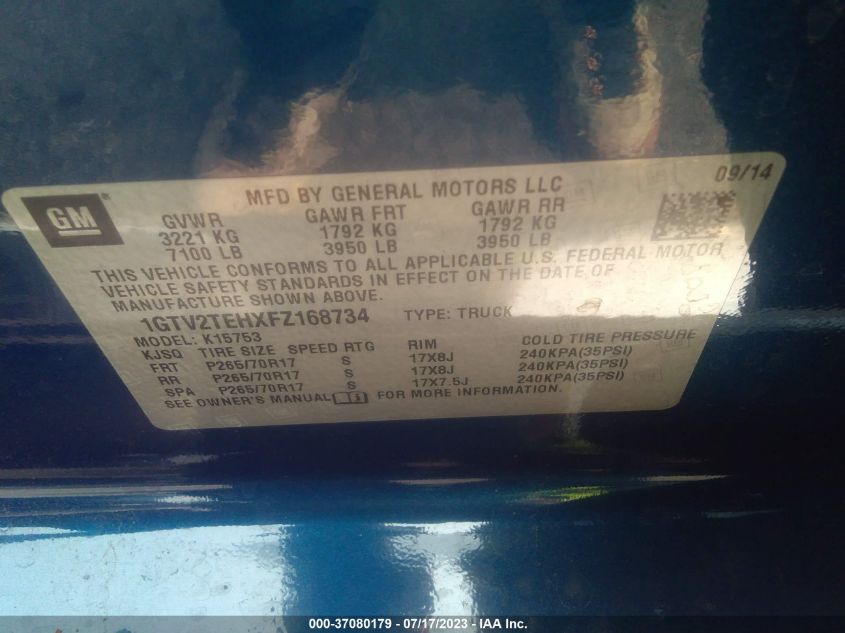 MFD BY GENERAL MOTORS LLC 09/14
GM
GVWR GAWR FRT GAWR RR
3221 KG 1792 KG 1792 KG
7100 LB 3950 LB 3950 LB
THIS VEHICLE CONFORMS TO ALL APPLICABLE U.S. FEDERAL MOTOR
VEHICLE SAFETY STANDARDS IN EFFECT ON THE DATE OF
MANUFACTURE SHOWN ABOVE.
1GTV2TEHXFZ168734 TYPE: TRUCK
MODEL: K15753
KJSQ TIRE SIZE SPEED RTG RIM COLD TIRE PRESSURE
FRT P265/70R17 S 17X8J 240KPA(35PSI)
RR P265/70R17 S 17X8J 240KPA(35PSI)
SPA P265/70R17 S 17X7.5J 240KPA(35PSI)
SEE OWNER'S MANUAL FOR MORE INFORMATION.
000-37080179 - 07/17/2023 - IAA Inc.